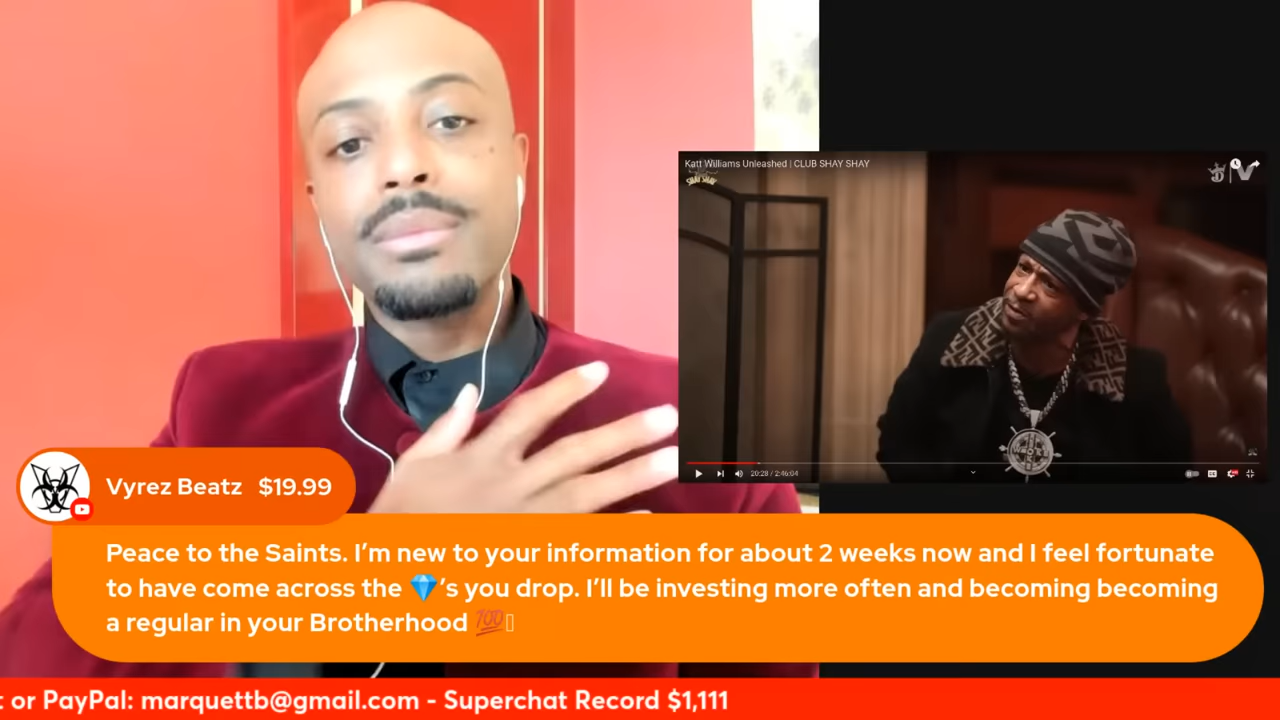 Katt Williams Unleashed | CLUB SHAY SHAY
SHAY SHAY
20:28 / 2:46:04
Vyrez Beatz $19.99
Peace to the Saints. I’m new to your information for about 2 weeks now and I feel fortunate
to have come across the 💎’s you drop. I’ll be investing more often and becoming becoming
a regular in your Brotherhood 💯
or PayPal: marquettb@gmail.com - Superchat Record $1,111